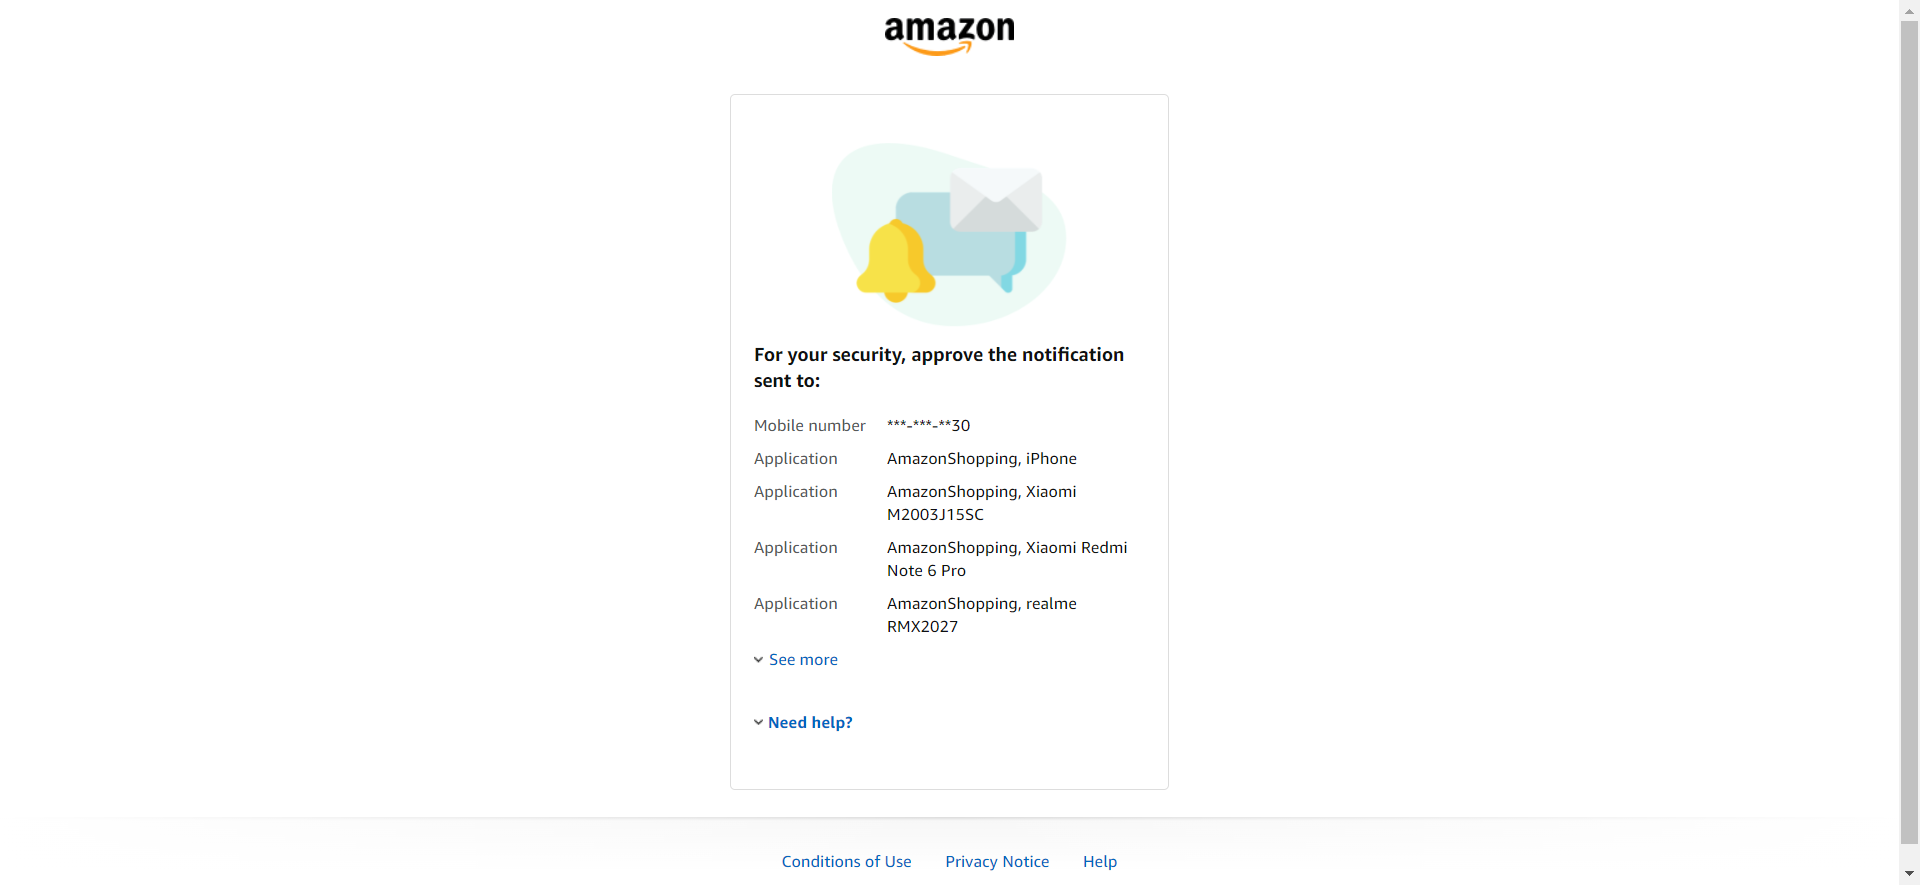 amazon
For your security, approve the notification
sent to:
Mobile number ***-***-**30
Application AmazonShopping, iPhone
Application AmazonShopping, Xiaomi
M2003J15SC
Application AmazonShopping, Xiaomi Redmi
Note 6 Pro
Application AmazonShopping, realme
RMX2027
See more
Need help?
Conditions of Use Privacy Notice Help